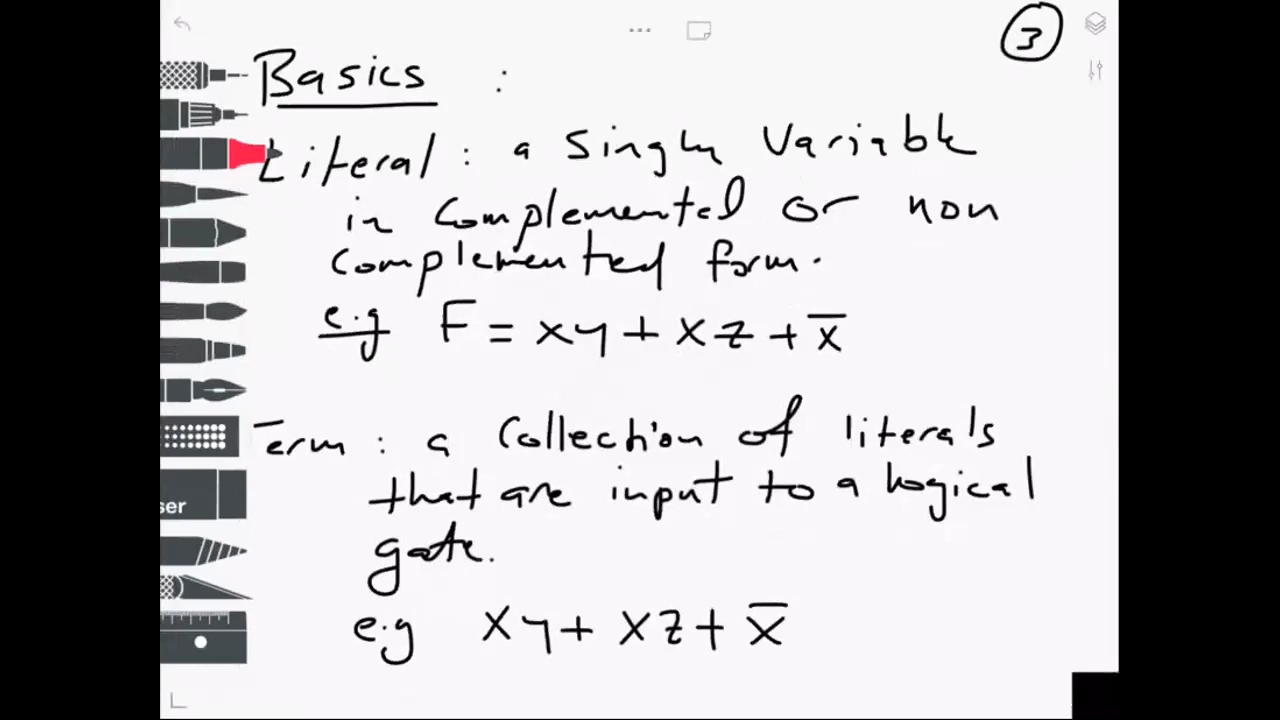 3
Basics :
Literal : a Single Variable
in complemented or non
complemented form.
e.g F = xy + xz + x̅
Term : a Collection of literals
that are input to a logical
gate.
e.g xy + xz + x̅
ser